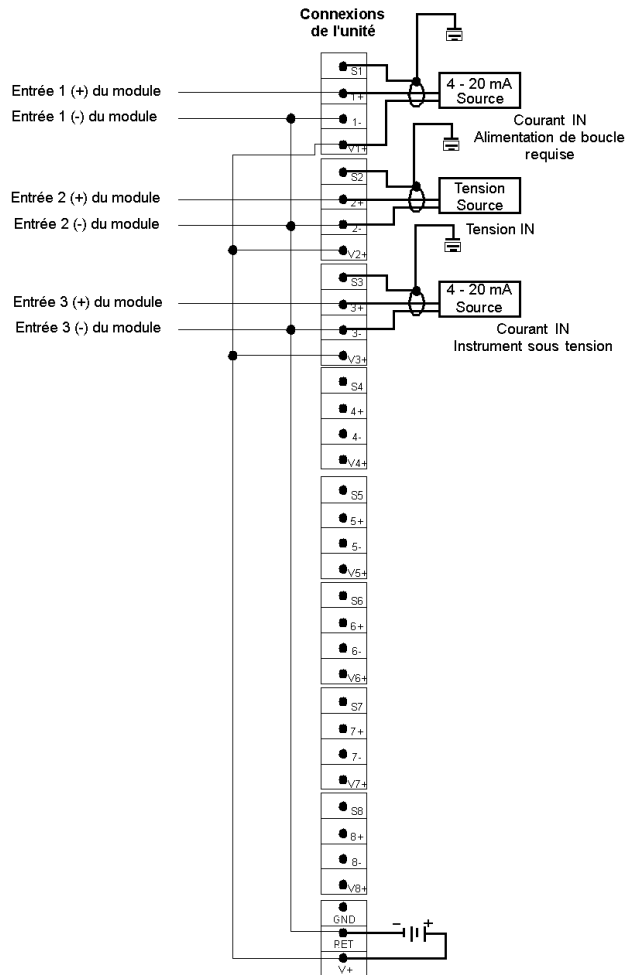 Connexions
de l'unité
S1
Entrée 1 (+) du module
1+
4 - 20 mA
Source
Entrée 1 (-) du module
1-
Courant IN
Alimentation de boucle
requise
V1+
S2
Entrée 2 (+) du module
2+
Tension
Source
Entrée 2 (-) du module
2-
Tension IN
V2+
S3
Entrée 3 (+) du module
3+
4 - 20 mA
Source
Entrée 3 (-) du module
3-
Courant IN
Instrument sous tension
V3+
S4
4+
4-
V4+
S5
5+
5-
V5+
S6
6+
6-
V6+
S7
7+
7-
V7+
S8
8+
8-
V8+
GND
- +
RET
V+